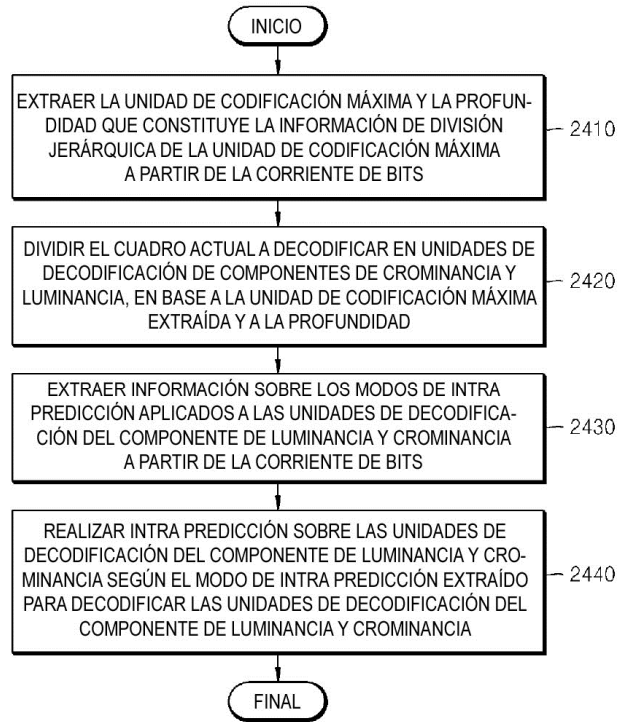 INICIO
EXTRAER LA UNIDAD DE CODIFICACIÓN MÁXIMA Y LA PROFUN-
DIDAD QUE CONSTITUYE LA INFORMACIÓN DE DIVISIÓN
JERÁRQUICA DE LA UNIDAD DE CODIFICACIÓN MÁXIMA
A PARTIR DE LA CORRIENTE DE BITS
2410
DIVIDIR EL CUADRO ACTUAL A DECODIFICAR EN UNIDADES DE
DECODIFICACIÓN DE COMPONENTES DE CROMINANCIA Y
LUMINANCIA, EN BASE A LA UNIDAD DE CODIFICACIÓN MÁXIMA
EXTRAÍDA Y A LA PROFUNDIDAD
2420
EXTRAER INFORMACIÓN SOBRE LOS MODOS DE INTRA
PREDICCIÓN APLICADOS A LAS UNIDADES DE DECODIFICA-
CIÓN DEL COMPONENTE DE LUMINANCIA Y CROMINANCIA
A PARTIR DE LA CORRIENTE DE BITS
2430
REALIZAR INTRA PREDICCIÓN SOBRE LAS UNIDADES DE
DECODIFICACIÓN DEL COMPONENTE DE LUMINANCIA Y CRO-
MINANCIA SEGÚN EL MODO DE INTRA PREDICCIÓN EXTRAÍDO
PARA DECODIFICAR LAS UNIDADES DE DECODIFICACIÓN DEL
COMPONENTE DE LUMINANCIA Y CROMINANCIA
2440
FINAL